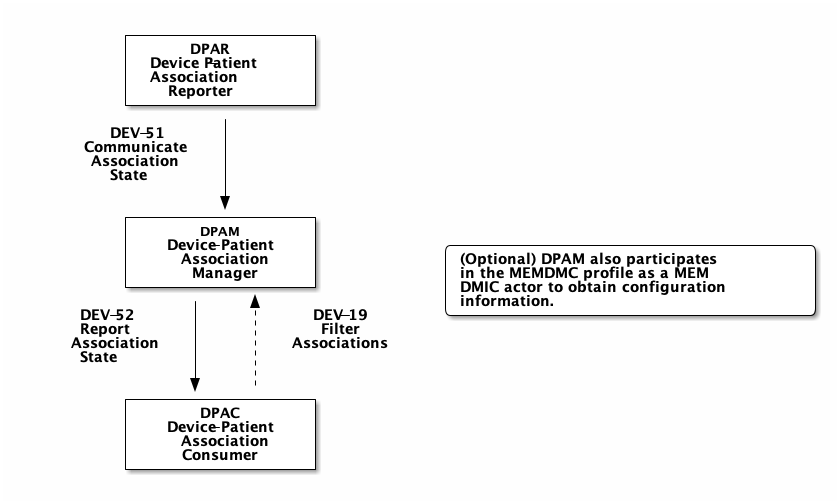 DPAR
Device Patient
Association
Reporter
DEV-51
Communicate
Association
State
DPAM
Device-Patient
Association
Manager
(Optional) DPAM also participates
in the MEMDMC profile as a MEM
DMIC actor to obtain configuration
information.
DEV-52
Report
Association
State
DEV-19
Filter
Associations
DPAC
Device-Patient
Association
Consumer